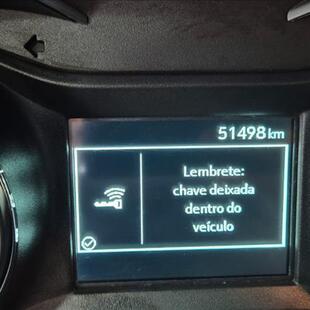 51498 km
Lembrete:
chave deixada
dentro do
veículo